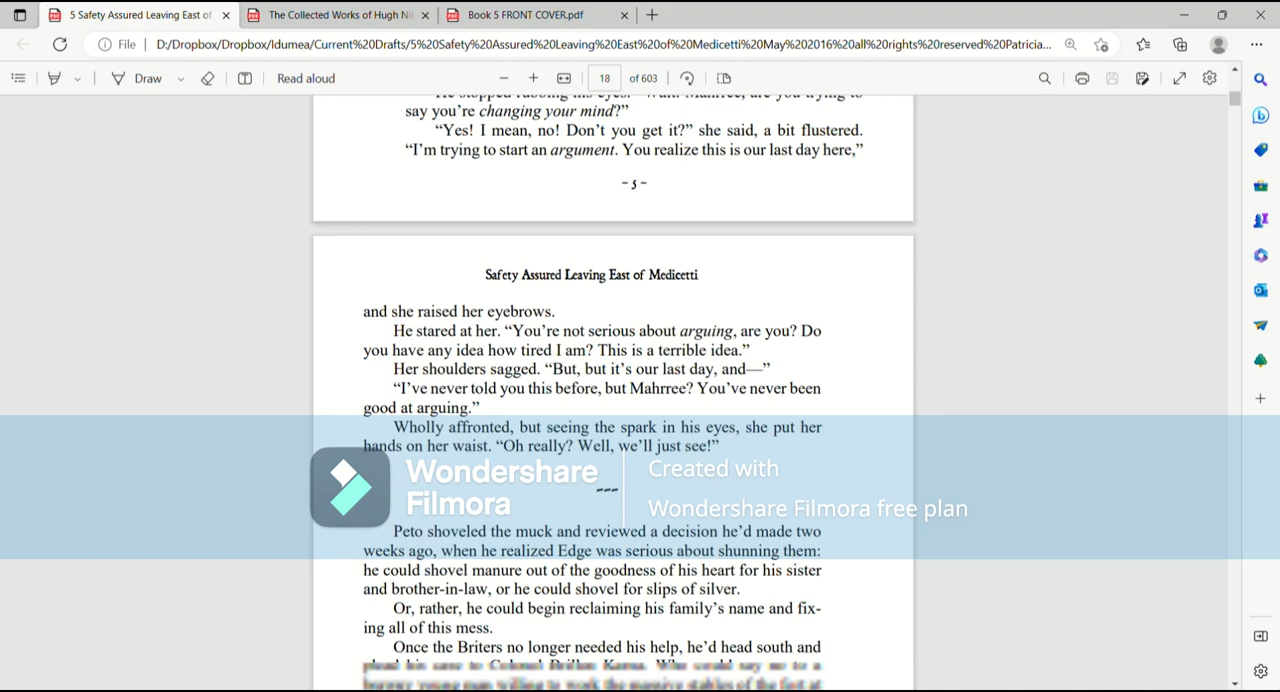 5 Safety Assured Leaving East of
The Collected Works of Hugh Ni
Book 5 FRONT COVER.pdf
File
D:/Dropbox/Dropbox/Idumea/Current%20Drafts/5%20Safety%20Assured%20Leaving%20East%20of%20Medicetti%20May%202016%20all%20rights%20reserved%20Patricia...
Draw
Read aloud
18 of 603
He stopped rubbing his eyes. “Wait. Mahrree, are you trying to
say you’re changing your mind?”
“Yes! I mean, no! Don’t you get it?” she said, a bit flustered.
“I’m trying to start an argument. You realize this is our last day here,”
~ 5 ~
Safety Assured Leaving East of Medicetti
and she raised her eyebrows.
He stared at her. “You’re not serious about arguing, are you? Do
you have any idea how tired I am? This is a terrible idea.”
Her shoulders sagged. “But, but it’s our last day, and—”
“I’ve never told you this before, but Mahrree? You’ve never been
good at arguing.”
Wholly affronted, but seeing the spark in his eyes, she put her
hands on her waist. “Oh really? Well, we’ll just see!”
Wondershare
Filmora
Created with
Wondershare Filmora free plan
---
Peto shoveled the muck and reviewed a decision he’d made two
weeks ago, when he realized Edge was serious about shunning them:
he could shovel manure out of the goodness of his heart for his sister
and brother-in-law, or he could shovel for slips of silver.
Or, rather, he could begin reclaiming his family’s name and fix-
ing all of this mess.
Once the Briters no longer needed his help, he’d head south and